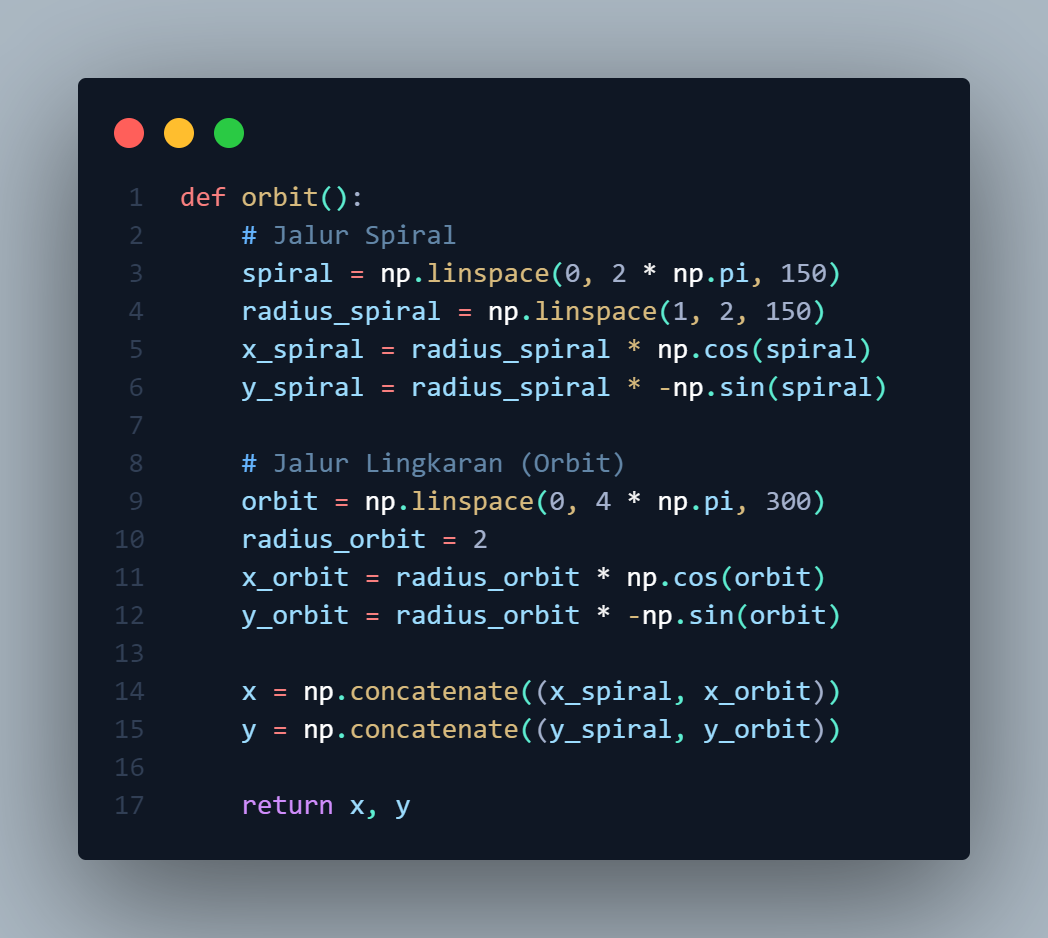 1 def orbit():
2     # Jalur Spiral
3     spiral = np.linspace(0, 2 * np.pi, 150)
4     radius_spiral = np.linspace(1, 2, 150)
5     x_spiral = radius_spiral * np.cos(spiral)
6     y_spiral = radius_spiral * -np.sin(spiral)
7
8     # Jalur Lingkaran (Orbit)
9     orbit = np.linspace(0, 4 * np.pi, 300)
10     radius_orbit = 2
11     x_orbit = radius_orbit * np.cos(orbit)
12     y_orbit = radius_orbit * -np.sin(orbit)
13
14     x = np.concatenate((x_spiral, x_orbit))
15     y = np.concatenate((y_spiral, y_orbit))
16
17     return x, y